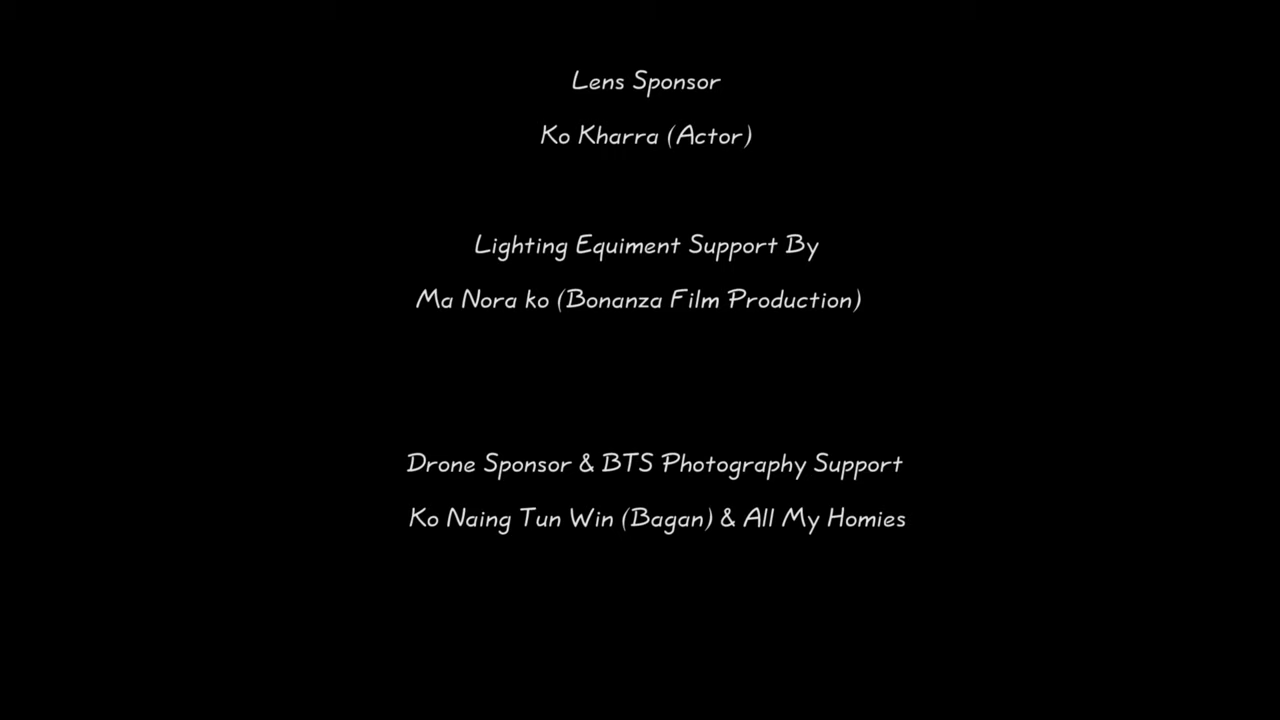 Lens Sponsor
Ko Kharra (Actor)
Lighting Equiment Support By
Ma Nora ko (Bonanza Film Production)
Drone Sponsor & BTS Photography Support
Ko Naing Tun Win (Bagan) & All My Homies